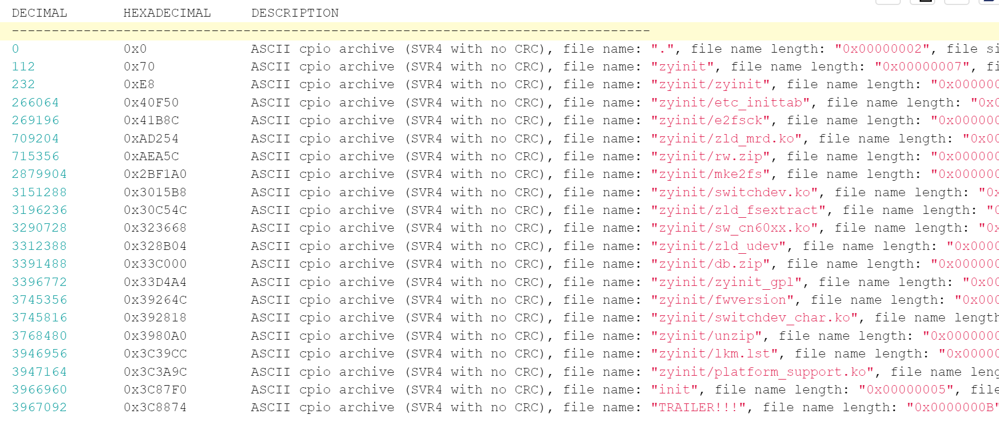 DECIMAL HEXADECIMAL DESCRIPTION
--------------------------------------------------------------------------------
0 0x0 ASCII cpio archive (SVR4 with no CRC), file name: ".", file name length: "0x00000002", file si
112 0x70 ASCII cpio archive (SVR4 with no CRC), file name: "zyinit", file name length: "0x00000007", fi
232 0xE8 ASCII cpio archive (SVR4 with no CRC), file name: "zyinit/zyinit", file name length: "0x000000
266064 0x40F50 ASCII cpio archive (SVR4 with no CRC), file name: "zyinit/etc_inittab", file name length: "0x0
269196 0x41B8C ASCII cpio archive (SVR4 with no CRC), file name: "zyinit/e2fsck", file name length: "0x000000
709204 0xAD254 ASCII cpio archive (SVR4 with no CRC), file name: "zyinit/zld_mrd.ko", file name length: "0x00
715356 0xAEA5C ASCII cpio archive (SVR4 with no CRC), file name: "zyinit/rw.zip", file name length: "0x000000
2879904 0x2BF1A0 ASCII cpio archive (SVR4 with no CRC), file name: "zyinit/mke2fs", file name length: "0x000000
3151288 0x3015B8 ASCII cpio archive (SVR4 with no CRC), file name: "zyinit/switchdev.ko", file name length: "0x
3196236 0x30C54C ASCII cpio archive (SVR4 with no CRC), file name: "zyinit/zld_fsextract", file name length: "0
3290728 0x323668 ASCII cpio archive (SVR4 with no CRC), file name: "zyinit/sw_cn60xx.ko", file name length: "0x
3312388 0x328B04 ASCII cpio archive (SVR4 with no CRC), file name: "zyinit/zld_udev", file name length: "0x0000
3391488 0x33C000 ASCII cpio archive (SVR4 with no CRC), file name: "zyinit/db.zip", file name length: "0x000000
3396772 0x33D4A4 ASCII cpio archive (SVR4 with no CRC), file name: "zyinit/zyinit_gpl", file name length: "0x00
3745356 0x39264C ASCII cpio archive (SVR4 with no CRC), file name: "zyinit/fwversion", file name length: "0x000
3745816 0x392818 ASCII cpio archive (SVR4 with no CRC), file name: "zyinit/switchdev_char.ko", file name length
3768480 0x3980A0 ASCII cpio archive (SVR4 with no CRC), file name: "zyinit/unzip", file name length: "0x0000000
3946956 0x3C39CC ASCII cpio archive (SVR4 with no CRC), file name: "zyinit/lkm.lst", file name length: "0x00000
3947164 0x3C3A9C ASCII cpio archive (SVR4 with no CRC), file name: "zyinit/platform_support.ko", file name leng
3966960 0x3C87F0 ASCII cpio archive (SVR4 with no CRC), file name: "init", file name length: "0x00000005", file
3967092 0x3C8874 ASCII cpio archive (SVR4 with no CRC), file name: "TRAILER!!!", file name length: "0x0000000B"